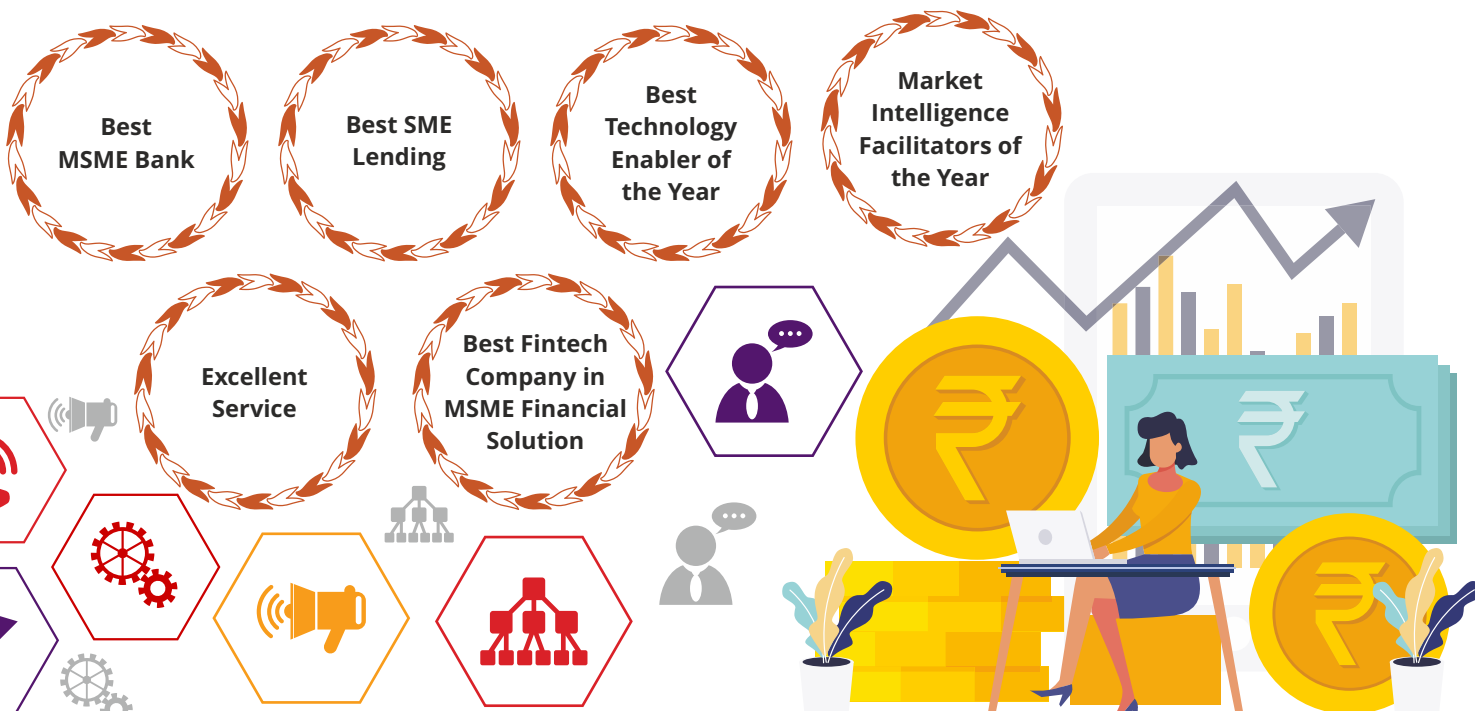 Best
MSME Bank
Best SME
Lending
Best
Technology
Enabler of
the Year
Market
Intelligence
Facilitators of
the Year
Excellent
Service
Best Fintech
Company in
MSME Financial
Solution
₹
₹
₹